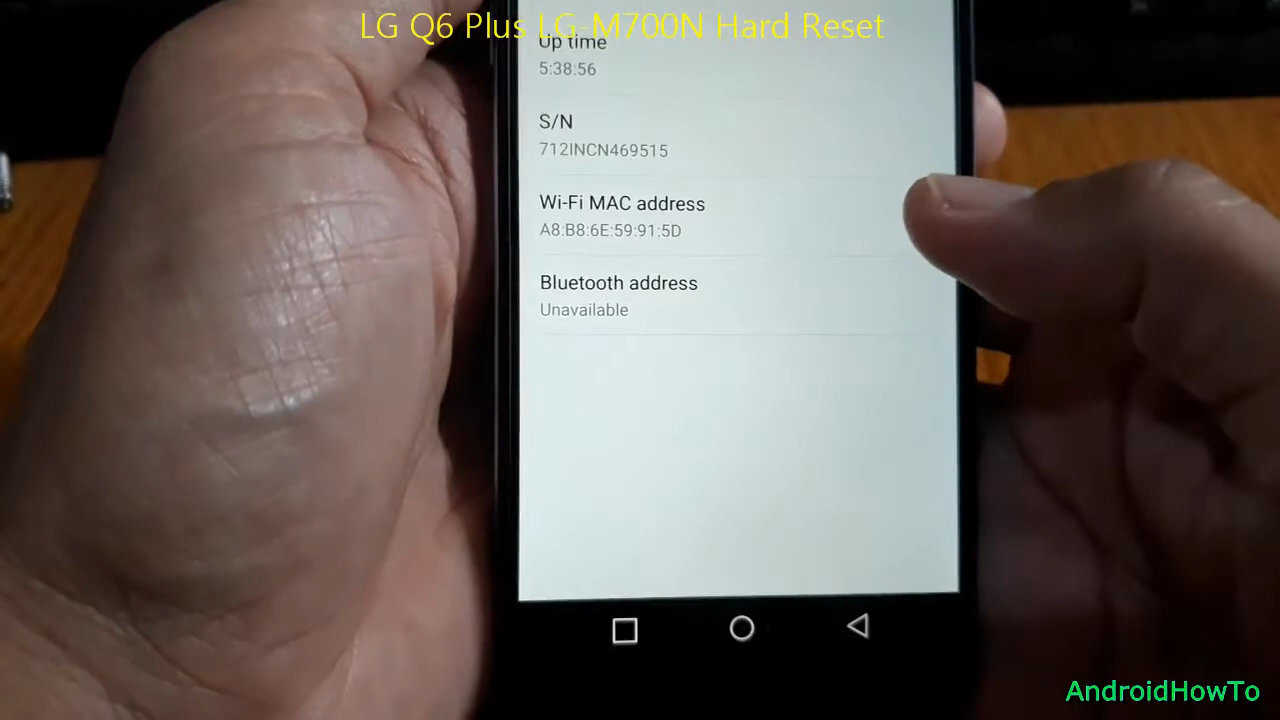 LG Q6 Plus LG-M700N Hard Reset
Up time
5:38:56
S/N
712INCN469515
Wi-Fi MAC address
A8:B8:6E:59:91:5D
Bluetooth address
Unavailable
AndroidHowTo